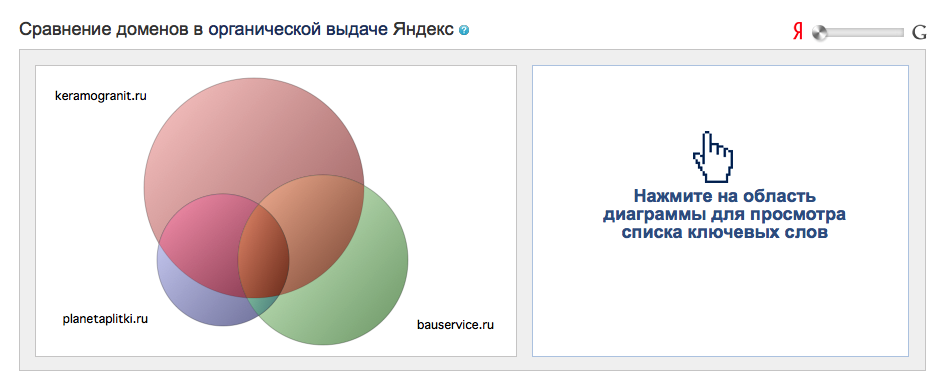 Сравнение доменов в органической выдаче Яндекс ?
Я G
keramogranit.ru
planetaplitki.ru
bauservice.ru
Нажмите на область
диаграммы для просмотра
списка ключевых слов